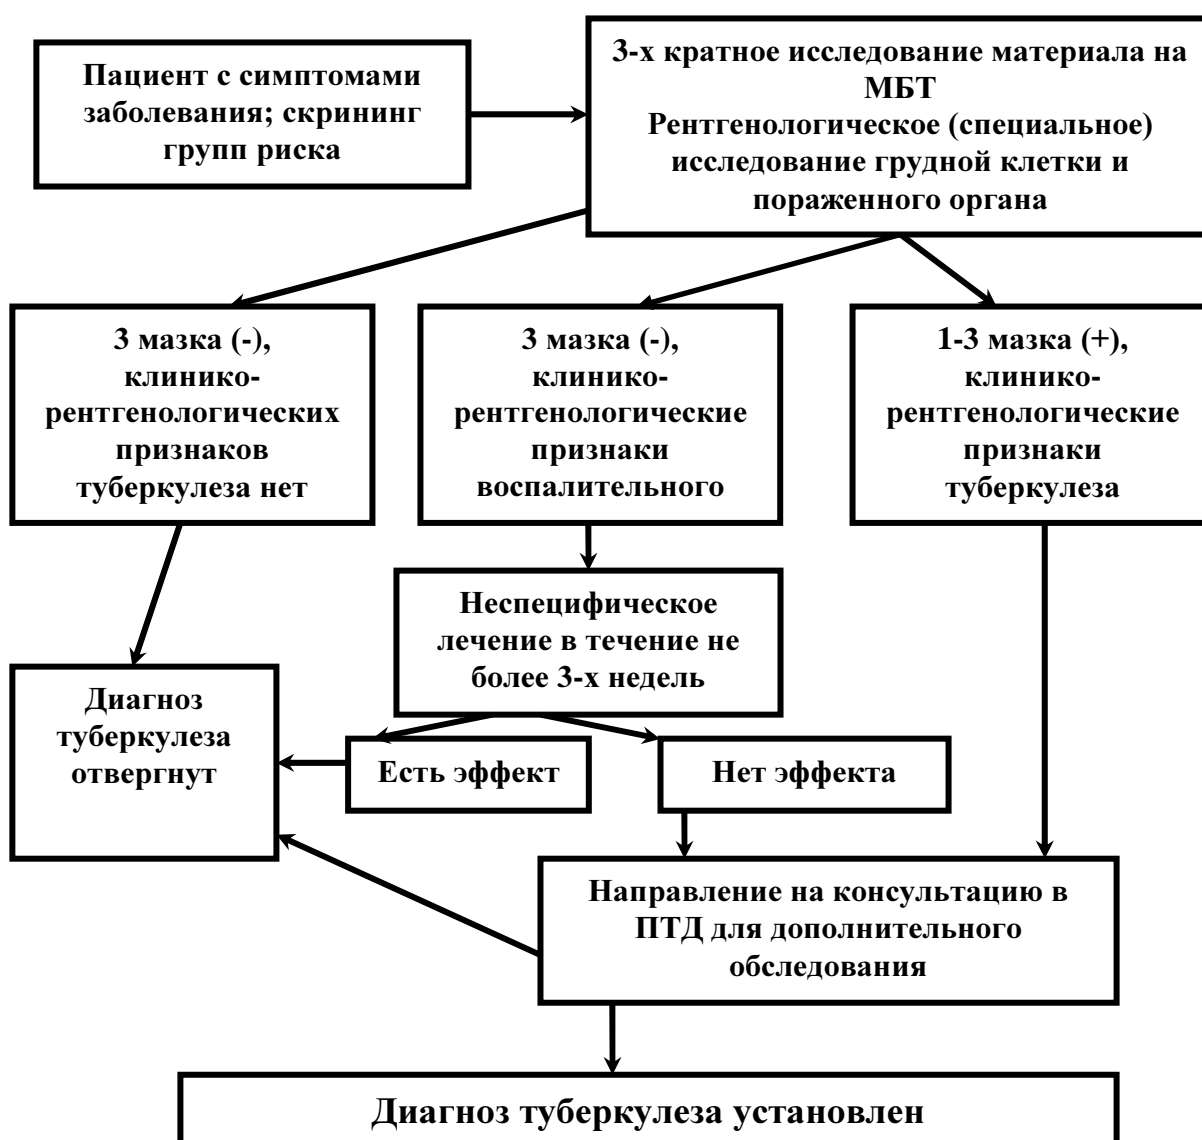 Пациент с симптомами
заболевания; скрининг
групп риска
3-х кратное исследование материала на
МБТ
Рентгенологическое (специальное)
исследование грудной клетки и
пораженного органа
3 мазка (-),
клинико-
рентгенологических
признаков
туберкулеза нет
3 мазка (-),
клинико-
рентгенологические
признаки
воспалительного
1-3 мазка (+),
клинико-
рентгенологические
признаки
туберкулеза
Неспецифическое
лечение в течение не
более 3-х недель
Диагноз
туберкулеза
отвергнут
Есть эффект
Нет эффекта
Направление на консультацию в
ПТД для дополнительного
обследования
Диагноз туберкулеза установлен